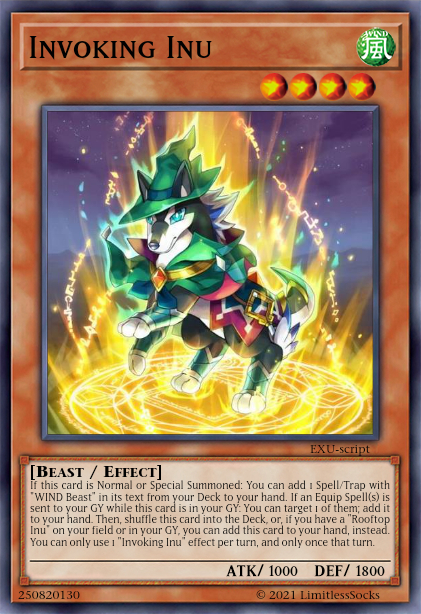 Invoking Inu
WIND
風
EXU-script
[Beast / Effect]
If this card is Normal or Special Summoned: You can add 1 Spell/Trap with
"WIND Beast" in its text from your Deck to your hand. If an Equip Spell(s) is
sent to your GY while this card is in your GY: You can target 1 of them; add it
to your hand. Then, shuffle this card into the Deck, or, if you have a "Rooftop
Inu" on your field or in your GY, you can add this card to your hand, instead.
You can only use 1 "Invoking Inu" effect per turn, and only once that turn.
ATK/ 1000 DEF/ 1800
250820130 © 2021 LimitlessSocks